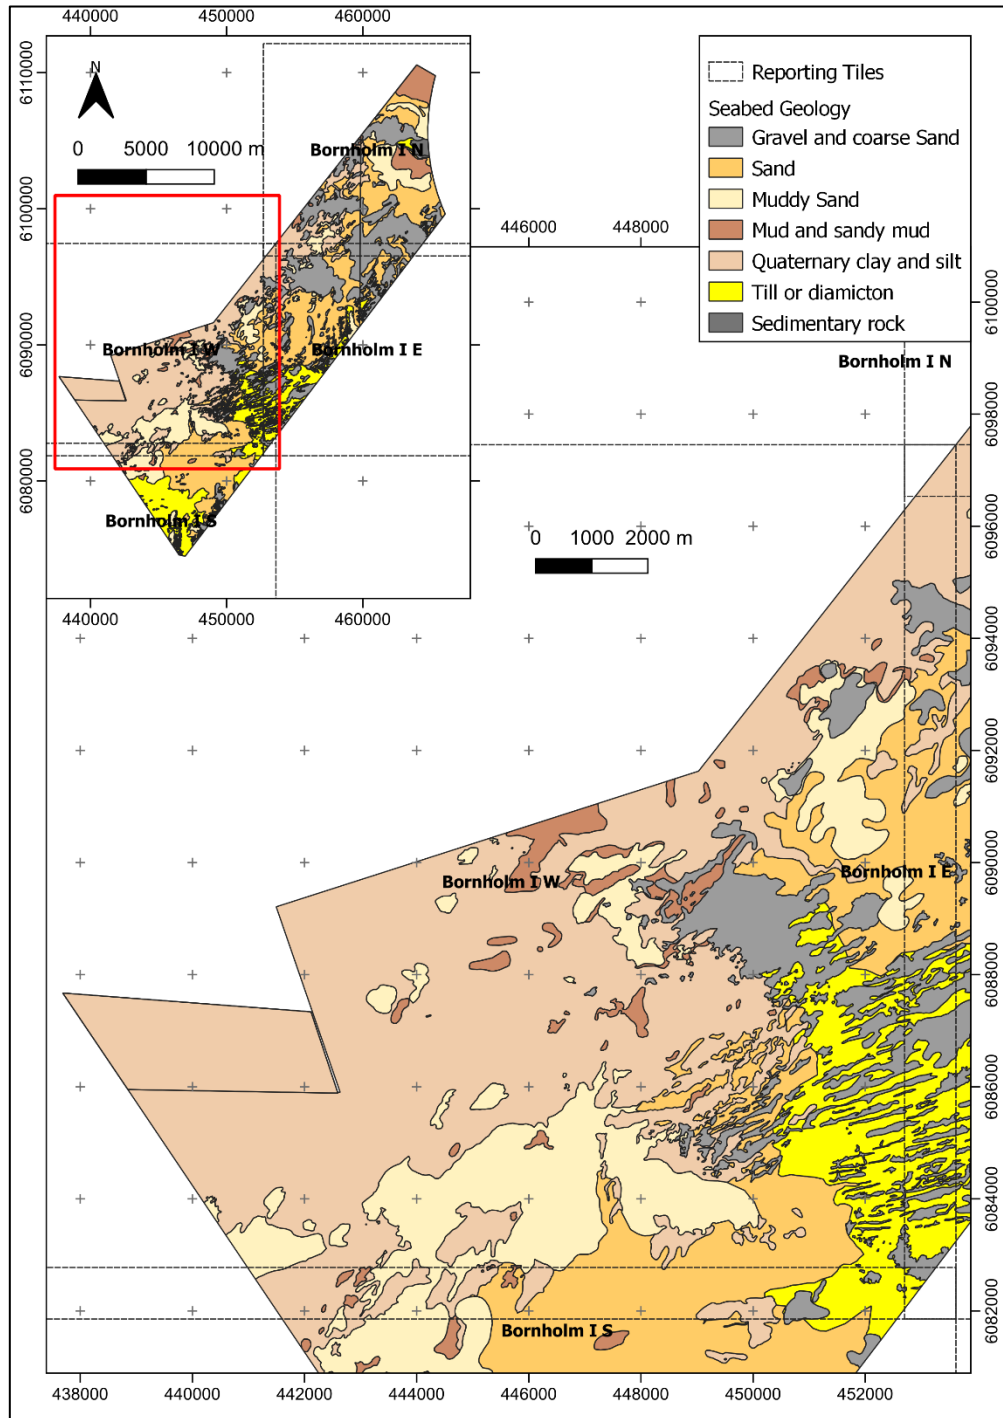 440000 450000 460000
6110000
6100000
6090000
6080000
N
0 5000 10000 m
Bornholm I N
Bornholm I W
Bornholm I E
Bornholm I S
440000 450000 460000
Reporting Tiles
Seabed Geology
Gravel and coarse Sand
Sand
Muddy Sand
Mud and sandy mud
Quaternary clay and silt
Till or diamicton
Sedimentary rock
446000 448000
Bornholm I N
0 1000 2000 m
Bornholm I W
Bornholm I E
Bornholm I S
6100000
6098000
6096000
6094000
6092000
6090000
6088000
6086000
6084000
6082000
438000 440000 442000 444000 446000 448000 450000 452000